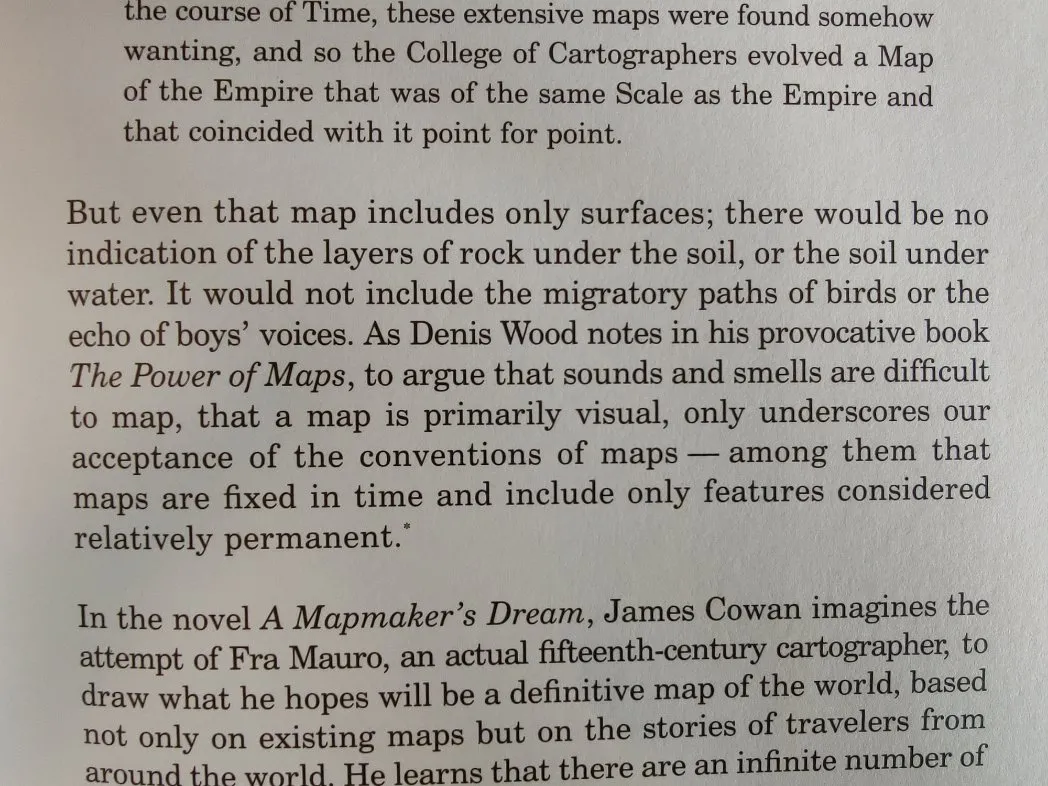 the course of Time, these extensive maps were found somehow
wanting, and so the College of Cartographers evolved a Map
of the Empire that was of the same Scale as the Empire and
that coincided with it point for point.
But even that map includes only surfaces; there would be no
indication of the layers of rock under the soil, or the soil under
water. It would not include the migratory paths of birds or the
echo of boys’ voices. As Denis Wood notes in his provocative book
The Power of Maps, to argue that sounds and smells are difficult
to map, that a map is primarily visual, only underscores our
acceptance of the conventions of maps — among them that
maps are fixed in time and include only features considered
relatively permanent.*
In the novel A Mapmaker’s Dream, James Cowan imagines the
attempt of Fra Mauro, an actual fifteenth-century cartographer, to
draw what he hopes will be a definitive map of the world, based
not only on existing maps but on the stories of travelers from
around the world. He learns that there are an infinite number of